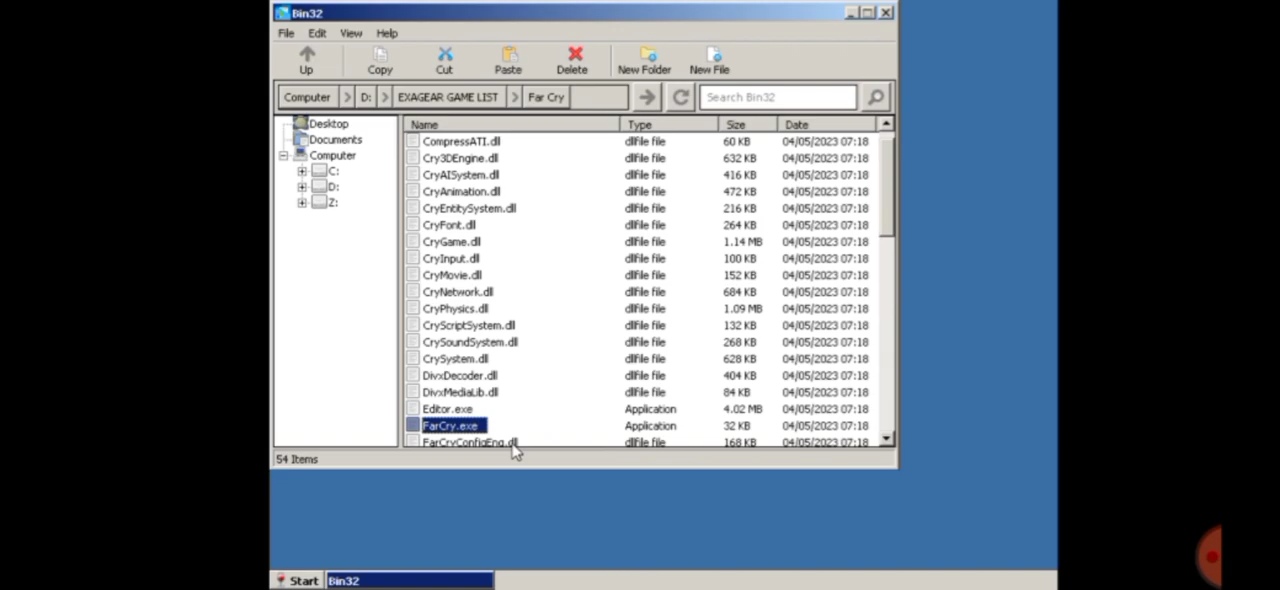 Bin32
File Edit View Help
Up Copy Cut Paste Delete New Folder New File
Computer D: EXAGEAR GAME LIST Far Cry Search Bin32
Desktop
Documents
Computer
C:
D:
Z:
Name Type Size Date
CompressATI.dll dllfile file 60 KB 04/05/2023 07:18
Cry3DEngine.dll dllfile file 632 KB 04/05/2023 07:18
CryAISystem.dll dllfile file 416 KB 04/05/2023 07:18
CryAnimation.dll dllfile file 472 KB 04/05/2023 07:18
CryEntitySystem.dll dllfile file 216 KB 04/05/2023 07:18
CryFont.dll dllfile file 264 KB 04/05/2023 07:18
CryGame.dll dllfile file 1.14 MB 04/05/2023 07:18
CryInput.dll dllfile file 100 KB 04/05/2023 07:18
CryMovie.dll dllfile file 152 KB 04/05/2023 07:18
CryNetwork.dll dllfile file 684 KB 04/05/2023 07:18
CryPhysics.dll dllfile file 1.09 MB 04/05/2023 07:18
CryScriptSystem.dll dllfile file 132 KB 04/05/2023 07:18
CrySoundSystem.dll dllfile file 268 KB 04/05/2023 07:18
CrySystem.dll dllfile file 628 KB 04/05/2023 07:18
DivxDecoder.dll dllfile file 404 KB 04/05/2023 07:18
DivxMediaLib.dll dllfile file 84 KB 04/05/2023 07:18
Editor.exe Application 4.02 MB 04/05/2023 07:18
FarCry.exe Application 32 KB 04/05/2023 07:18
FarCryConfigEng.dll dllfile file 168 KB 04/05/2023 07:18
54 Items
Start Bin32